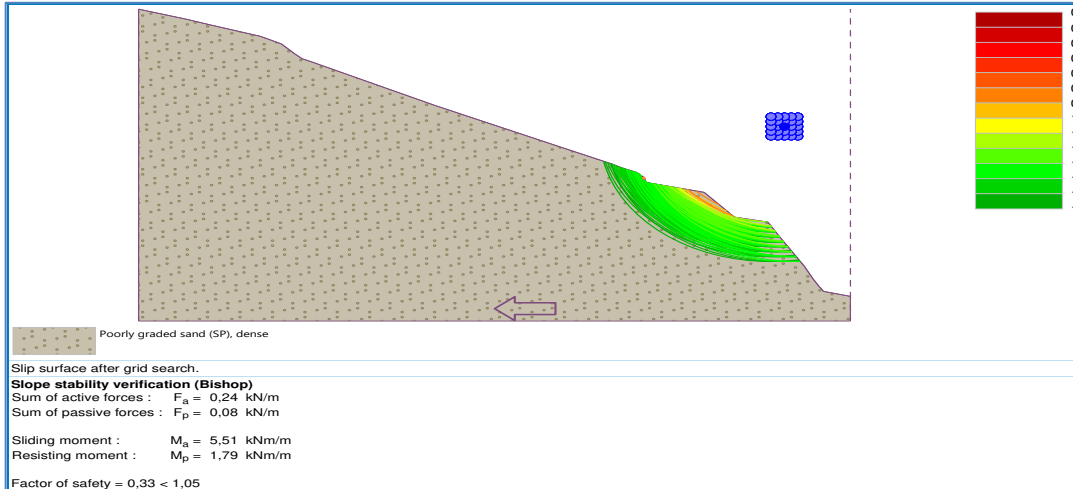 Poorly graded sand (SP), dense
Slip surface after grid search.
Slope stability verification (Bishop)
Sum of active forces : Fa = 0,24 kN/m
Sum of passive forces : Fp = 0,08 kN/m
Sliding moment : Ma = 5,51 kNm/m
Resisting moment : Mp = 1,79 kNm/m
Factor of safety = 0,33 < 1,05